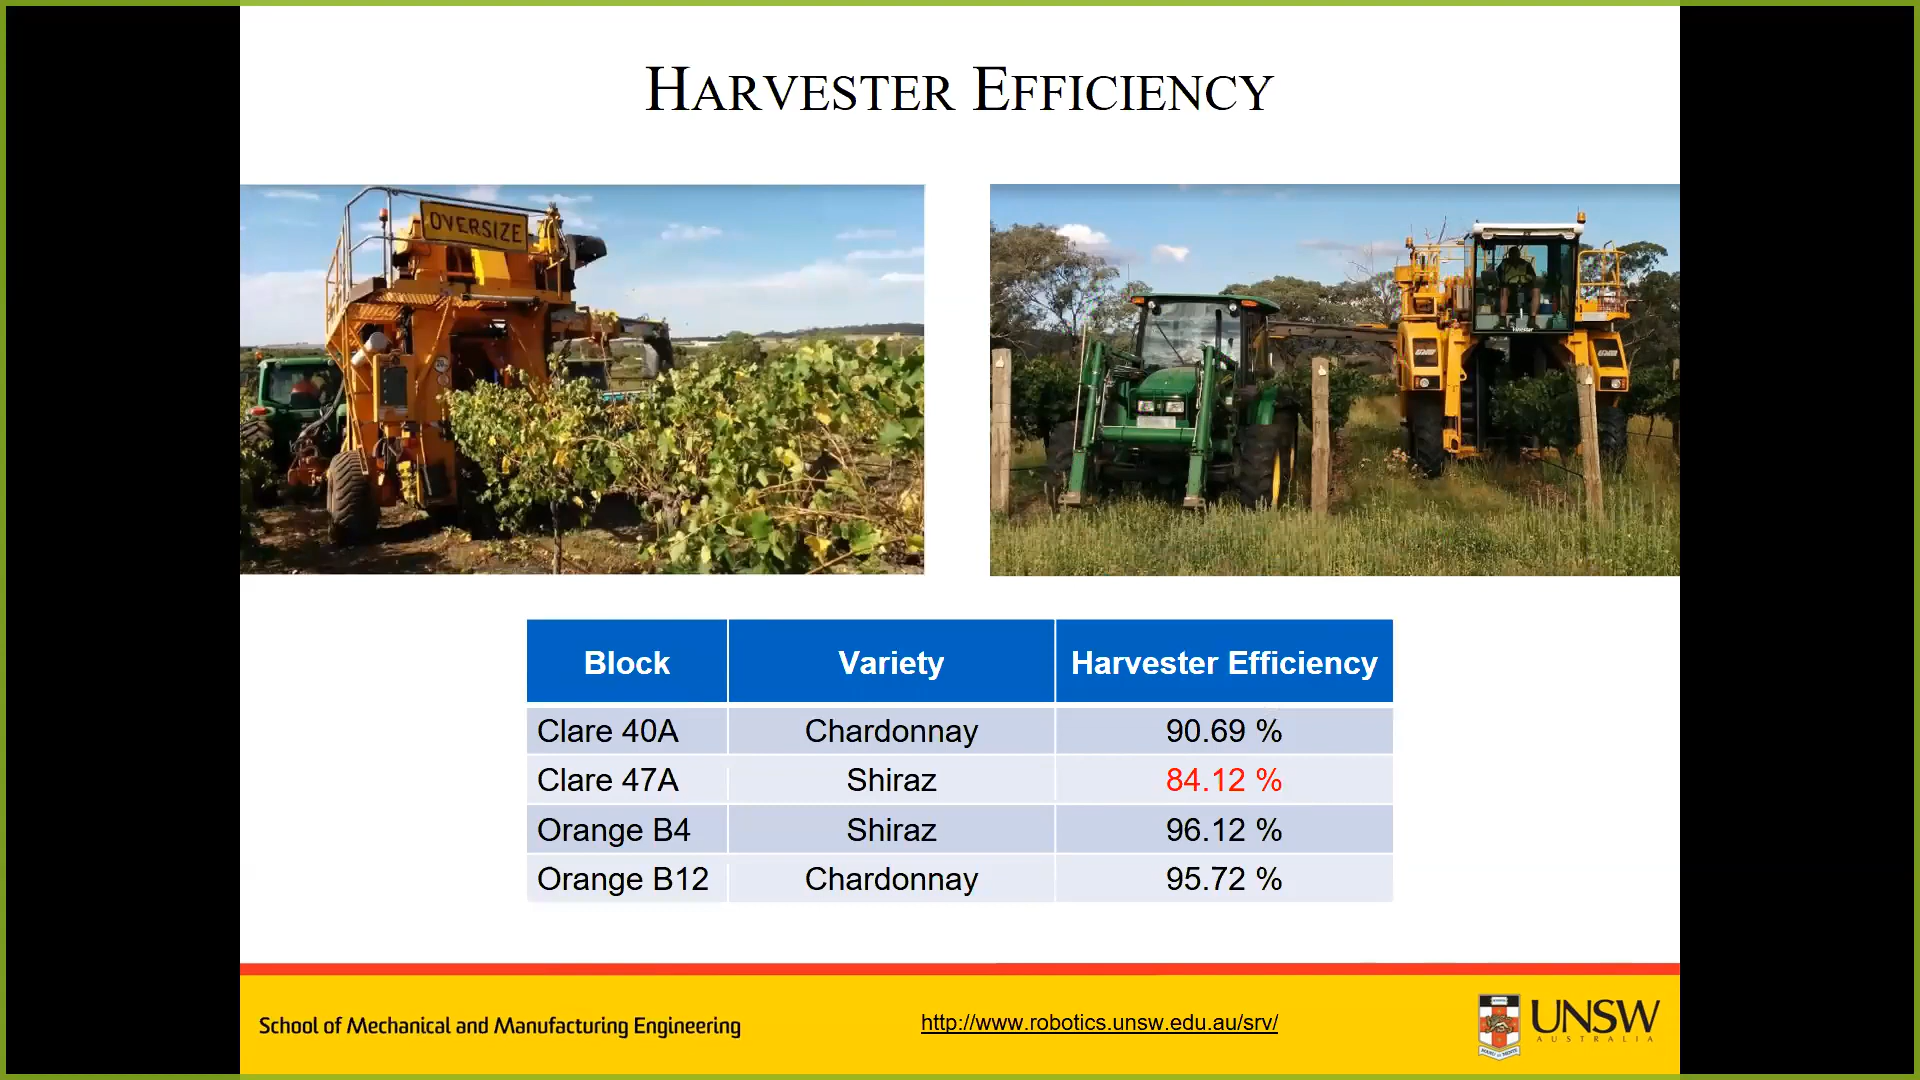 HARVESTER EFFICIENCY
OVERSIZE
Block Variety Harvester Efficiency
Clare 40A Chardonnay 90.69 %
Clare 47A Shiraz 84.12 %
Orange B4 Shiraz 96.12 %
Orange B12 Chardonnay 95.72 %
School of Mechanical and Manufacturing Engineering
http://www.robotics.unsw.edu.au/srv/
UNSW
AUSTRALIA